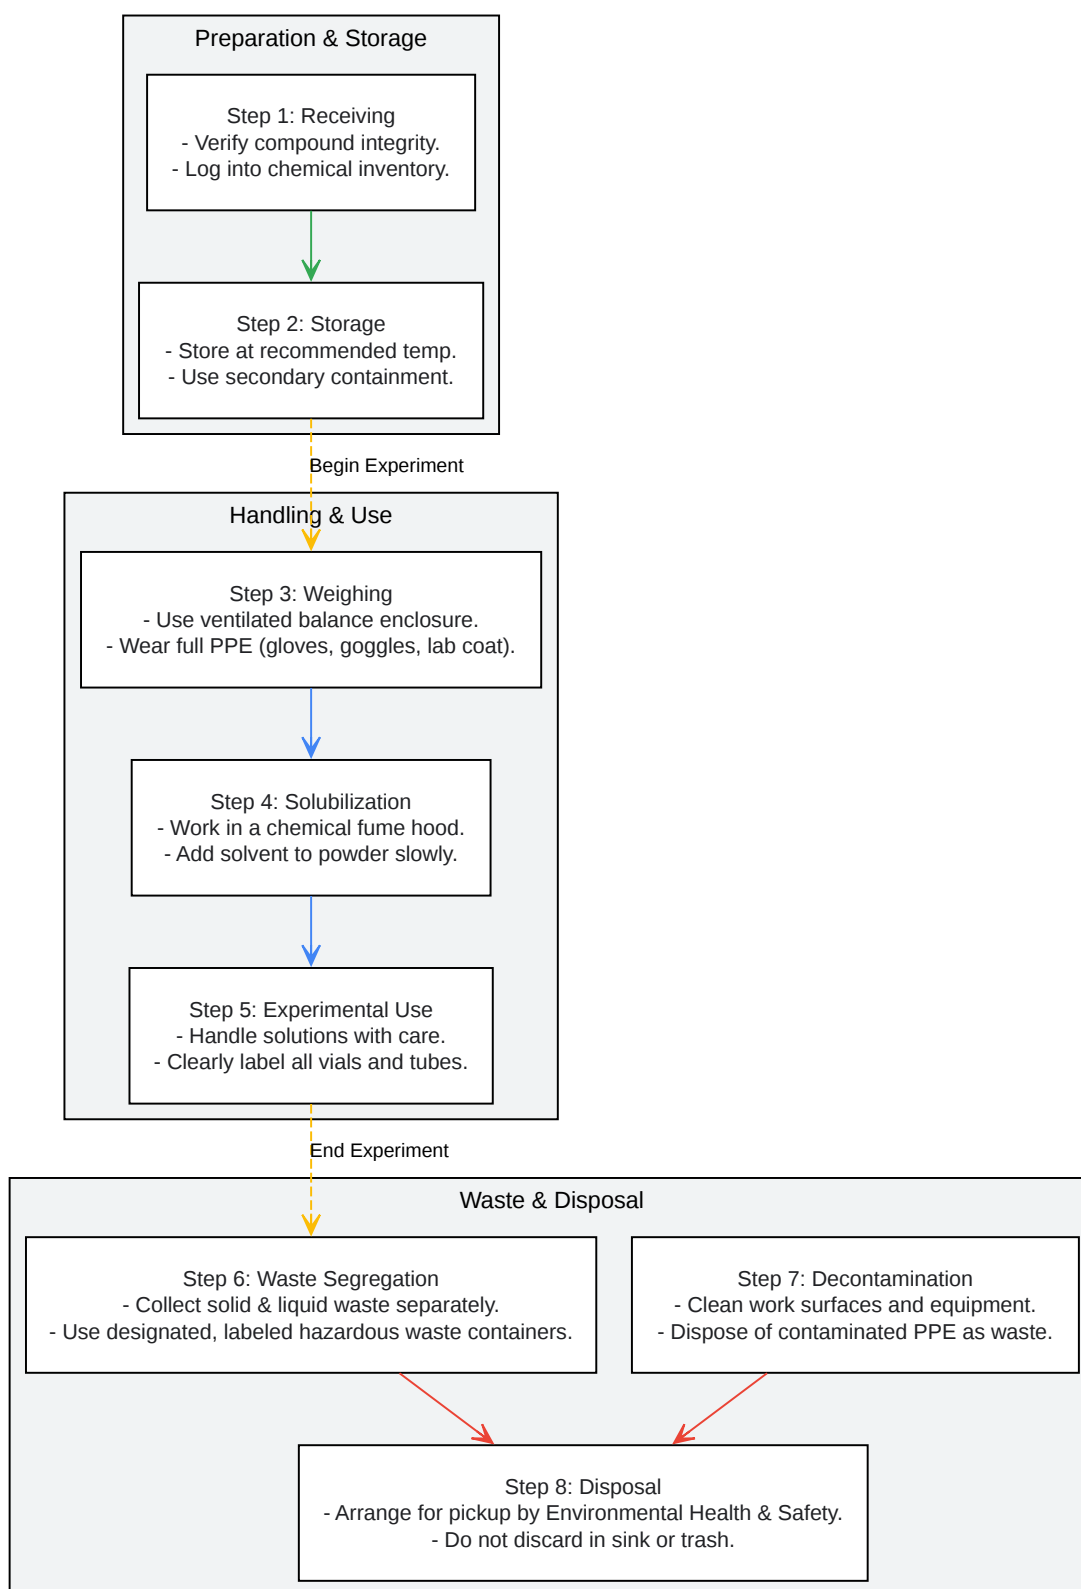 Preparation & Storage
Step 1: Receiving
- Verify compound integrity.
- Log into chemical inventory.
Step 2: Storage
- Store at recommended temp.
- Use secondary containment.
Begin Experiment
Handling & Use
Step 3: Weighing
- Use ventilated balance enclosure.
- Wear full PPE (gloves, goggles, lab coat).
Step 4: Solubilization
- Work in a chemical fume hood.
- Add solvent to powder slowly.
Step 5: Experimental Use
- Handle solutions with care.
- Clearly label all vials and tubes.
End Experiment
Waste & Disposal
Step 6: Waste Segregation
- Collect solid & liquid waste separately.
- Use designated, labeled hazardous waste containers.
Step 7: Decontamination
- Clean work surfaces and equipment.
- Dispose of contaminated PPE as waste.
Step 8: Disposal
- Arrange for pickup by Environmental Health & Safety.
- Do not discard in sink or trash.